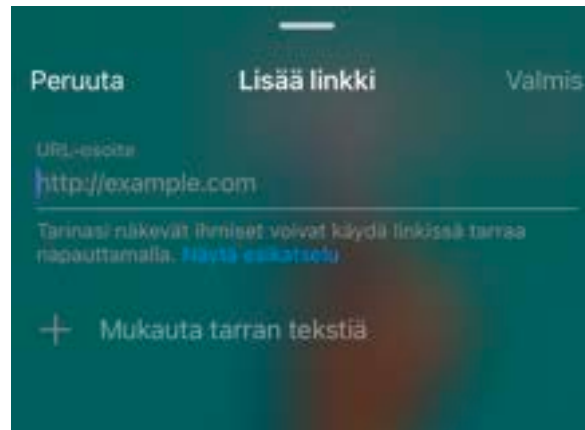 Peruuta Lisää linkki Valmis
URL-osoite
http://example.com
Tarinasi näkevät ihmiset voivat käydä linkissä tarraa
napauttamalla. Näytä esikatselu
+ Mukauta tarran tekstiä